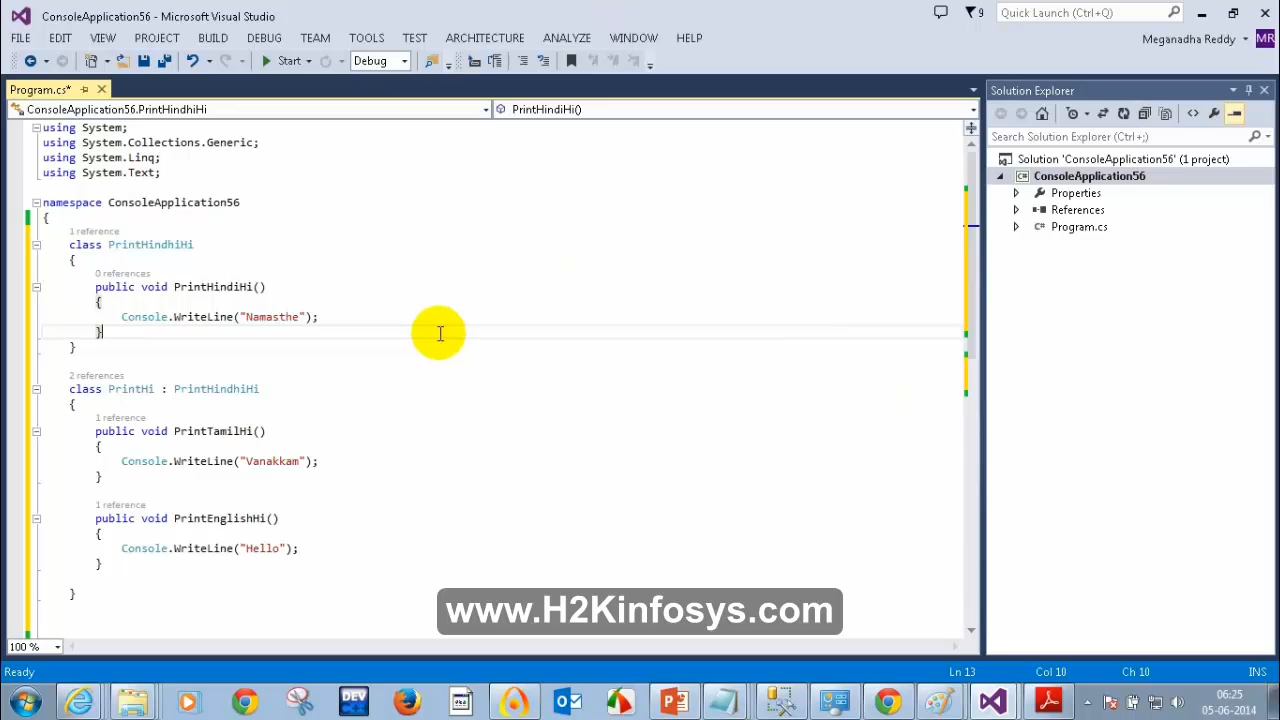 ConsoleApplication56 - Microsoft Visual Studio
9
Quick Launch (Ctrl+Q)
FILE EDIT VIEW PROJECT BUILD DEBUG TEAM TOOLS TEST ARCHITECTURE ANALYZE WINDOW HELP
Meganadha Reddy MR
Start Debug
Program.cs*
Solution Explorer
ConsoleApplication56.PrintHindhiHi PrintHindiHi()
Search Solution Explorer (Ctrl+;)
Solution 'ConsoleApplication56' (1 project)
ConsoleApplication56
Properties
References
Program.cs
using System;
using System.Collections.Generic;
using System.Linq;
using System.Text;
namespace ConsoleApplication56
{
1 reference
class PrintHindhiHi
{
0 references
public void PrintHindiHi()
{
Console.WriteLine("Namasthe");
}
}
2 references
class PrintHi : PrintHindhiHi
{
1 reference
public void PrintTamilHi()
{
Console.WriteLine("Vanakkam");
}
1 reference
public void PrintEnglishHi()
{
Console.WriteLine("Hello");
}
}
www.H2Kinfosys.com
100 %
Ready Ln 13 Col 10 Ch 10 INS
DEV
06:25
05-06-2014